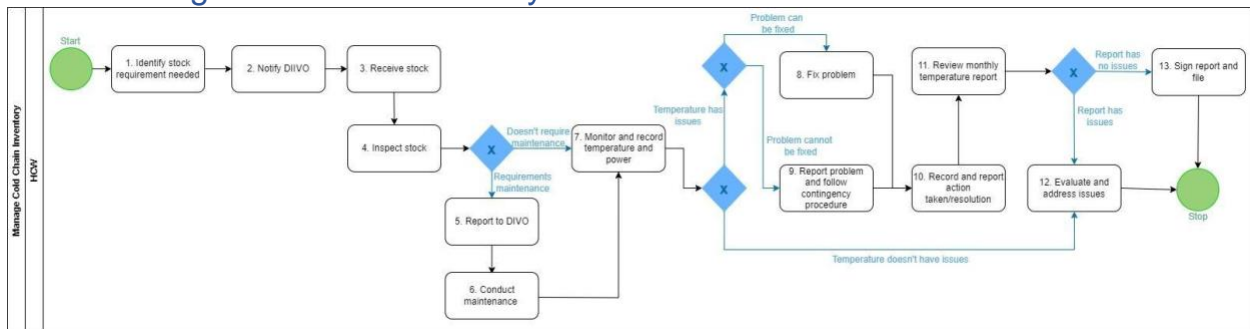 Manage Cold Chain Inventory
HCW
Start
1. Identify stock
requirement needed
2. Notify DIIVO
3. Receive stock
4. Inspect stock
X
Doesn't require
maintenance
Requirements
maintenance
5. Report to DIVO
6. Conduct
maintenance
7. Monitor and record
temperature and
power
X
Temperature has
issues
Temperature doesn't have issues
X
Problem can
be fixed
Problem cannot
be fixed
8. Fix problem
9. Report problem
and follow
contingency
procedure
10. Record and report
action
taken/resolution
11. Review monthly
temperature report
X
Report has
no issues
Report has
issues
12. Evaluate and
address issues
13. Sign report and
file
Stop